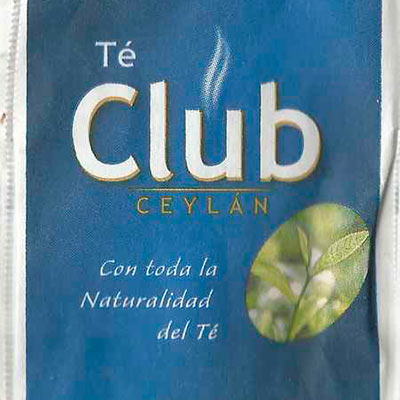 Té
Club
CEYLÁN
Con toda la
Naturalidad
del Té